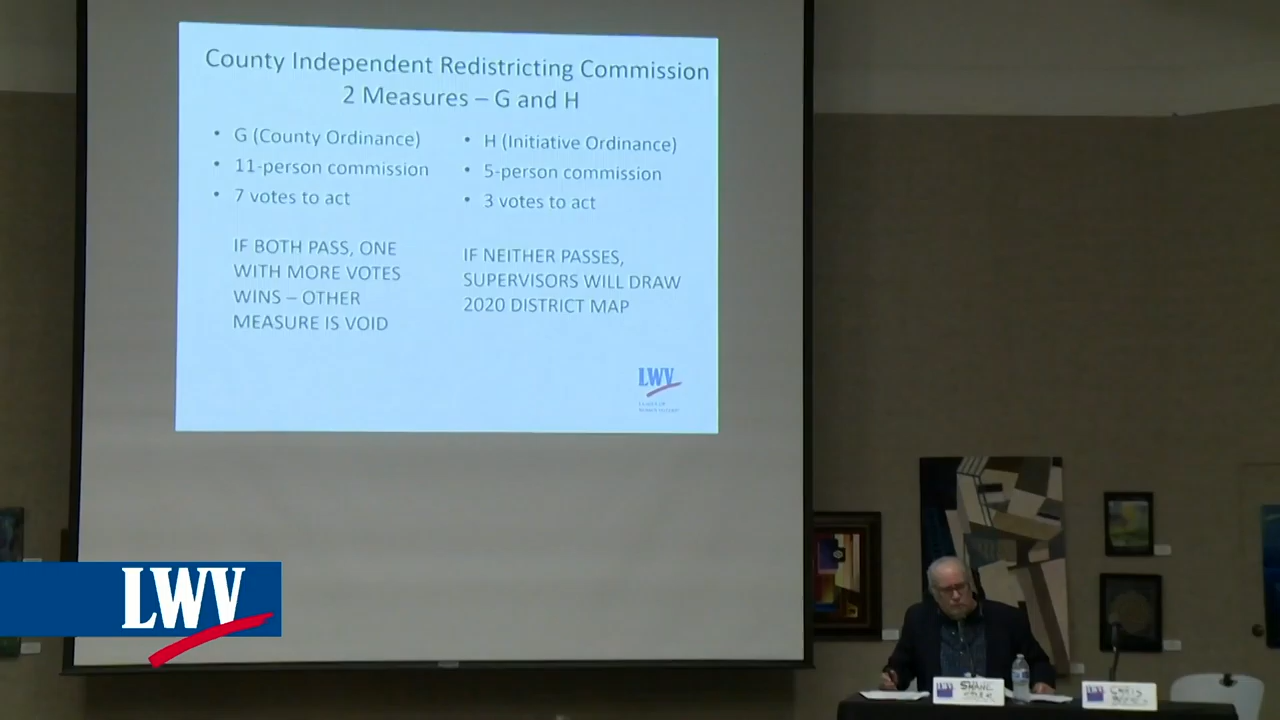 County Independent Redistricting Commission
2 Measures – G and H
• G (County Ordinance)
• 11-person commission
• 7 votes to act
IF BOTH PASS, ONE
WITH MORE VOTES
WINS – OTHER
MEASURE IS VOID
• H (Initiative Ordinance)
• 5-person commission
• 3 votes to act
IF NEITHER PASSES,
SUPERVISORS WILL DRAW
2020 DISTRICT MAP
LWV
LWV
SHANE
CHRIS